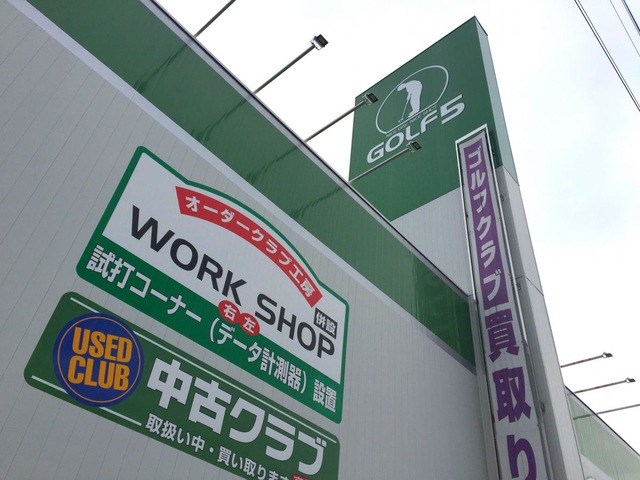 GOLF5
ゴルフクラブ買取り
オーダークラブ工房
WORK SHOP
併設
右 左
試打コーナー(データ計測器)設置
USED
CLUB
中古クラブ
取扱い中・買い取ります